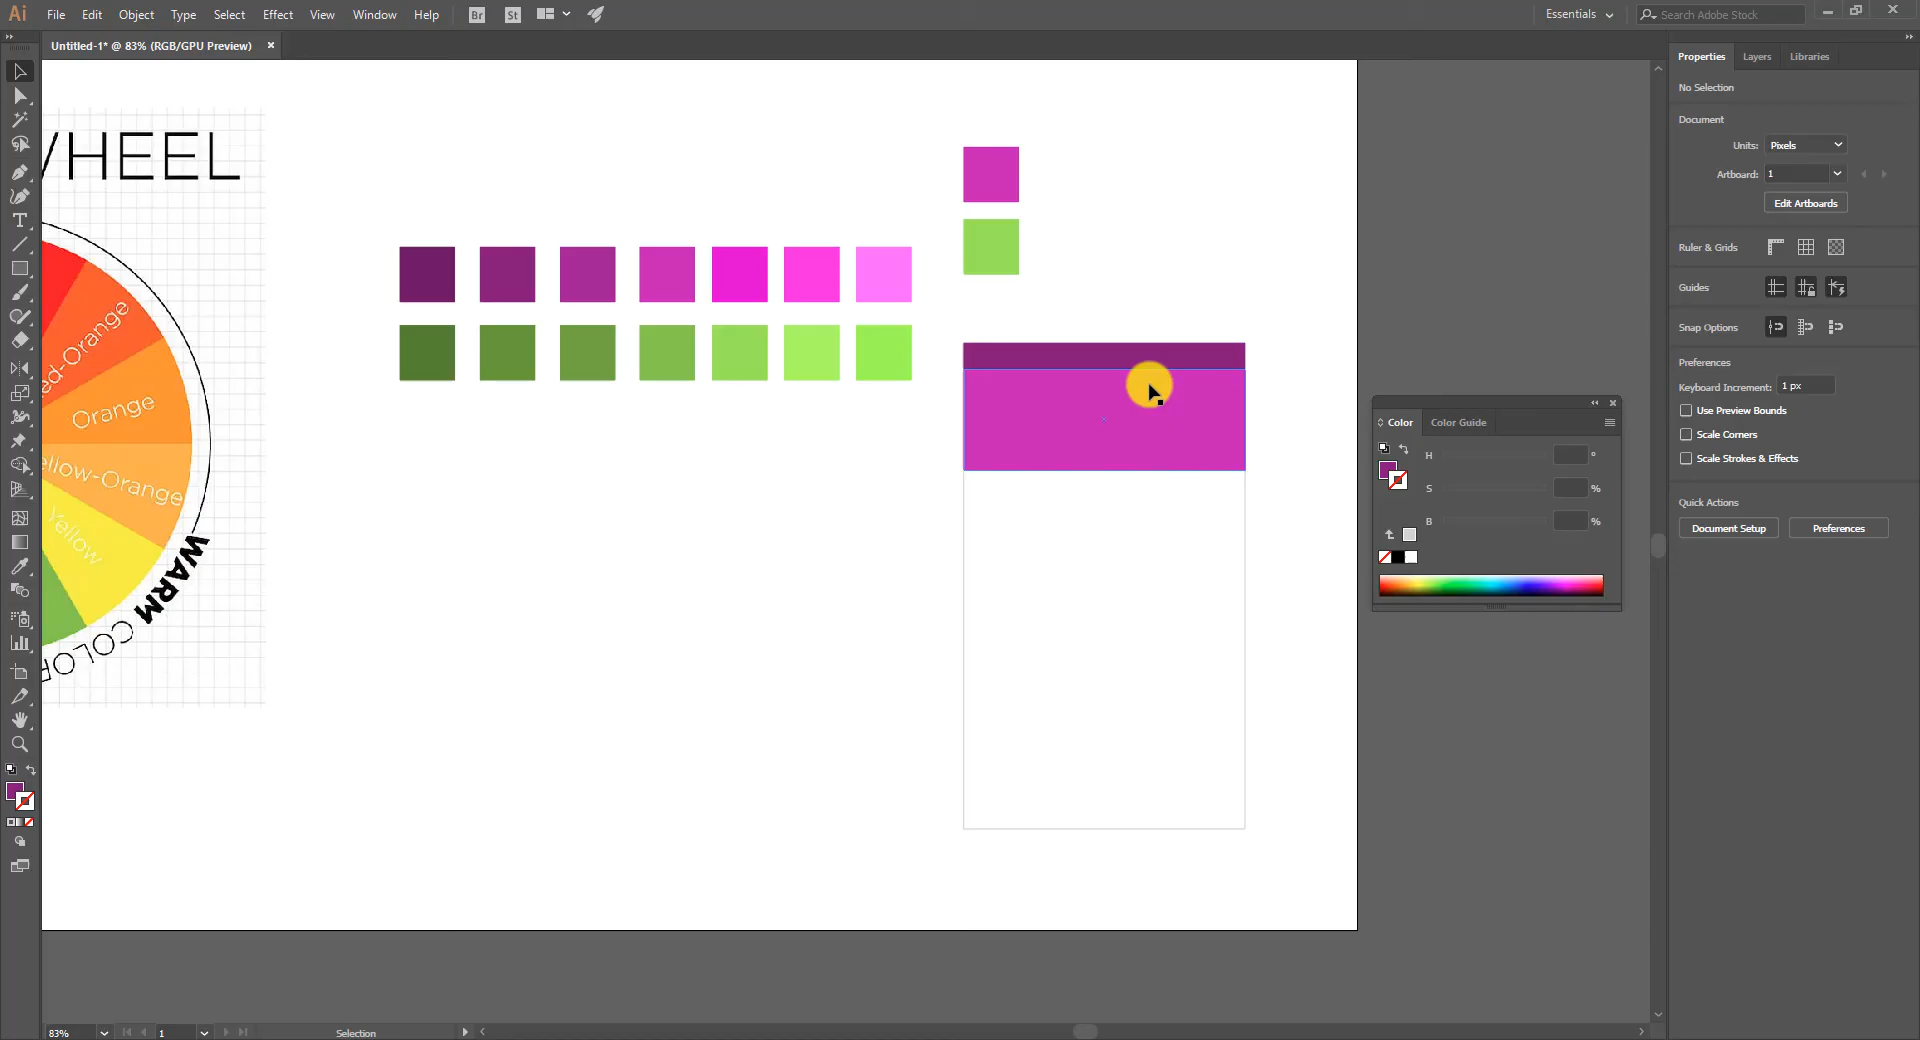 Ai File Edit Object Type Select Effect View Window Help Br St Essentials Search Adobe Stock
Untitled-1* @ 83% (RGB/GPU Preview)
Properties Layers Libraries
No Selection
Document
Units: Pixels
Artboard: 1
Edit Artboards
Ruler & Grids
Guides
Snap Options
Preferences
Keyboard Increment: 1 px
Use Preview Bounds
Scale Corners
Scale Strokes & Effects
Quick Actions
Document Setup Preferences
WHEEL
ed-Orange
Orange
ellow-Orange
Yellow
WARM COLOR
Color Color Guide
H °
S %
B %
83% 1 Selection